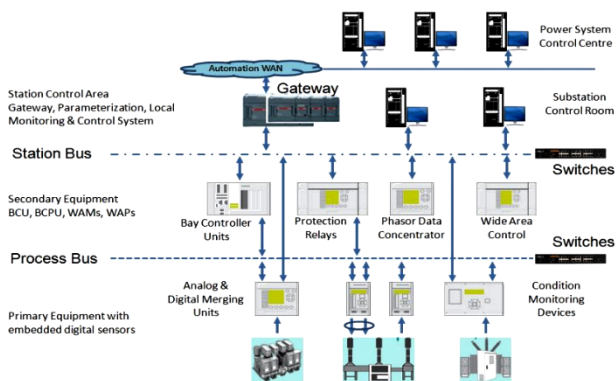 Power System
Control Centre
Automation WAN
Station Control Area
Gateway, Parameterization, Local
Monitoring & Control System
Gateway
Substation
Control Room
Station Bus
Switches
Secondary Equipment
BCU, BCPU, WAMs, WAPs
Bay Controller
Units
Protection
Relays
Phasor Data
Concentrator
Wide Area
Control
Process Bus
Switches
Analog &
Digital Merging
Units
Condition
Monitoring
Devices
Primary Equipment with
embedded digital sensors